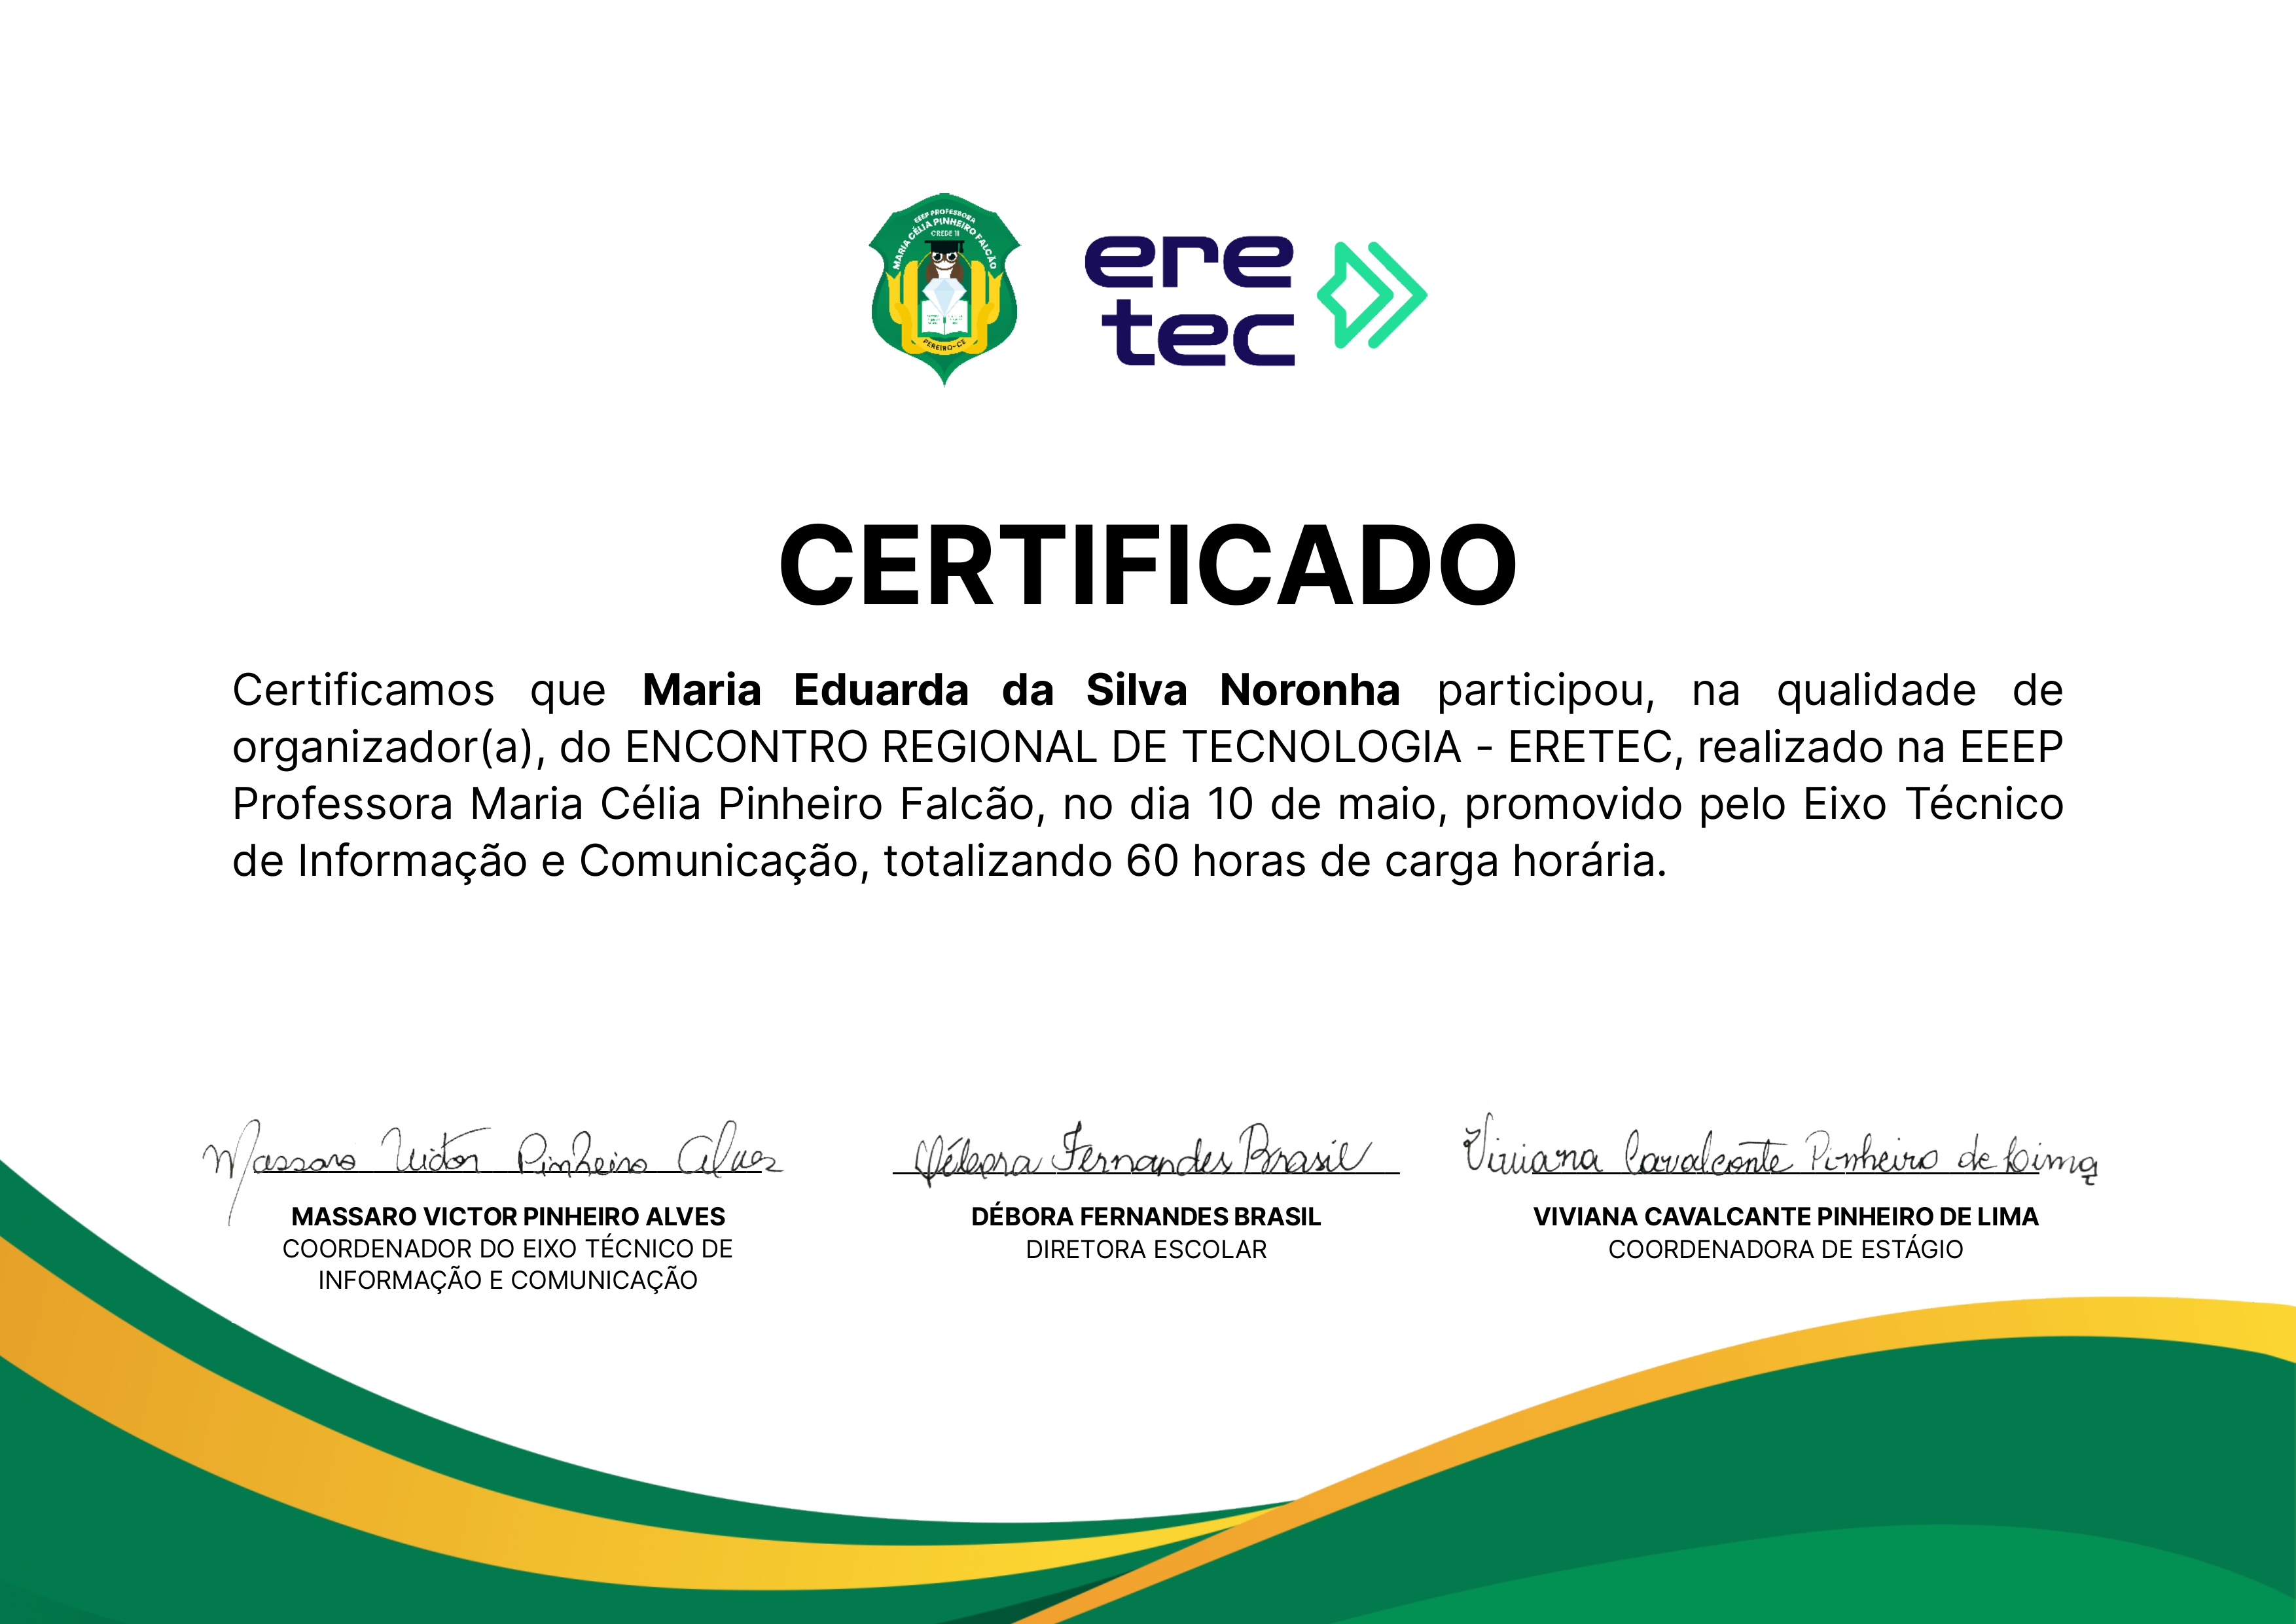 EEEP PROFESSORA
MARIA CÉLIA PINHEIRO FALCÃO
CREDE 11
PEREIRO-CE
ere
tec
CERTIFICADO
Certificamos que Maria Eduarda da Silva Noronha participou, na qualidade de
organizador(a), do ENCONTRO REGIONAL DE TECNOLOGIA - ERETEC, realizado na EEEP
Professora Maria Célia Pinheiro Falcão, no dia 10 de maio, promovido pelo Eixo Técnico
de Informação e Comunicação, totalizando 60 horas de carga horária.
Massaro Victor Pinheiro Alves
Débora Fernandes Brasil
Viviana Cavalcante Pinheiro de Lima
MASSARO VICTOR PINHEIRO ALVES
COORDENADOR DO EIXO TÉCNICO DE
INFORMAÇÃO E COMUNICAÇÃO
DÉBORA FERNANDES BRASIL
DIRETORA ESCOLAR
VIVIANA CAVALCANTE PINHEIRO DE LIMA
COORDENADORA DE ESTÁGIO